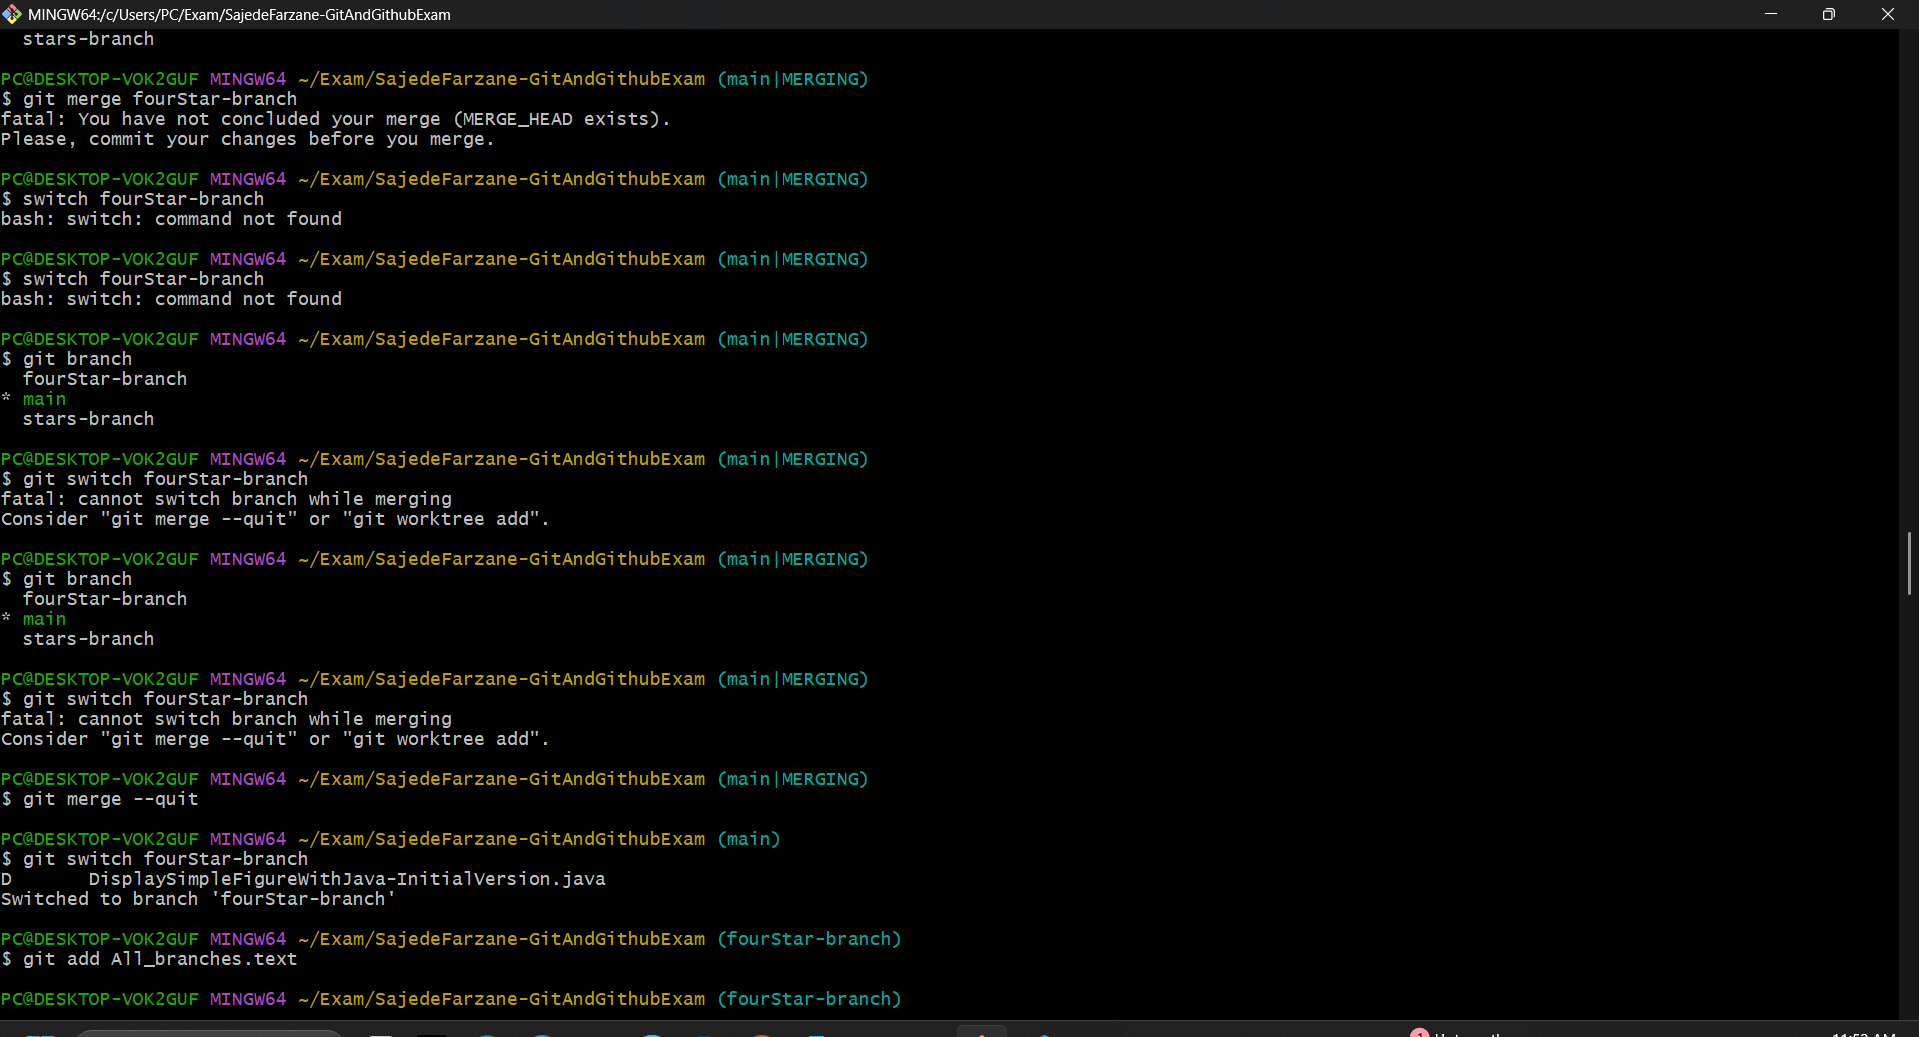 MINGW64:/c/Users/PC/Exam/SajedeFarzane-GitAndGithubExam
  stars-branch
PC@DESKTOP-VOK2GUF MINGW64 ~/Exam/SajedeFarzane-GitAndGithubExam (main|MERGING)
$ git merge fourStar-branch
fatal: You have not concluded your merge (MERGE_HEAD exists).
Please, commit your changes before you merge.
PC@DESKTOP-VOK2GUF MINGW64 ~/Exam/SajedeFarzane-GitAndGithubExam (main|MERGING)
$ switch fourStar-branch
bash: switch: command not found
PC@DESKTOP-VOK2GUF MINGW64 ~/Exam/SajedeFarzane-GitAndGithubExam (main|MERGING)
$ switch fourStar-branch
bash: switch: command not found
PC@DESKTOP-VOK2GUF MINGW64 ~/Exam/SajedeFarzane-GitAndGithubExam (main|MERGING)
$ git branch
  fourStar-branch
* main
  stars-branch
PC@DESKTOP-VOK2GUF MINGW64 ~/Exam/SajedeFarzane-GitAndGithubExam (main|MERGING)
$ git switch fourStar-branch
fatal: cannot switch branch while merging
Consider "git merge --quit" or "git worktree add".
PC@DESKTOP-VOK2GUF MINGW64 ~/Exam/SajedeFarzane-GitAndGithubExam (main|MERGING)
$ git branch
  fourStar-branch
* main
  stars-branch
PC@DESKTOP-VOK2GUF MINGW64 ~/Exam/SajedeFarzane-GitAndGithubExam (main|MERGING)
$ git switch fourStar-branch
fatal: cannot switch branch while merging
Consider "git merge --quit" or "git worktree add".
PC@DESKTOP-VOK2GUF MINGW64 ~/Exam/SajedeFarzane-GitAndGithubExam (main|MERGING)
$ git merge --quit
PC@DESKTOP-VOK2GUF MINGW64 ~/Exam/SajedeFarzane-GitAndGithubExam (main)
$ git switch fourStar-branch
D       DisplaySimpleFigureWithJava-InitialVersion.java
Switched to branch 'fourStar-branch'
PC@DESKTOP-VOK2GUF MINGW64 ~/Exam/SajedeFarzane-GitAndGithubExam (fourStar-branch)
$ git add All_branches.text
PC@DESKTOP-VOK2GUF MINGW64 ~/Exam/SajedeFarzane-GitAndGithubExam (fourStar-branch)